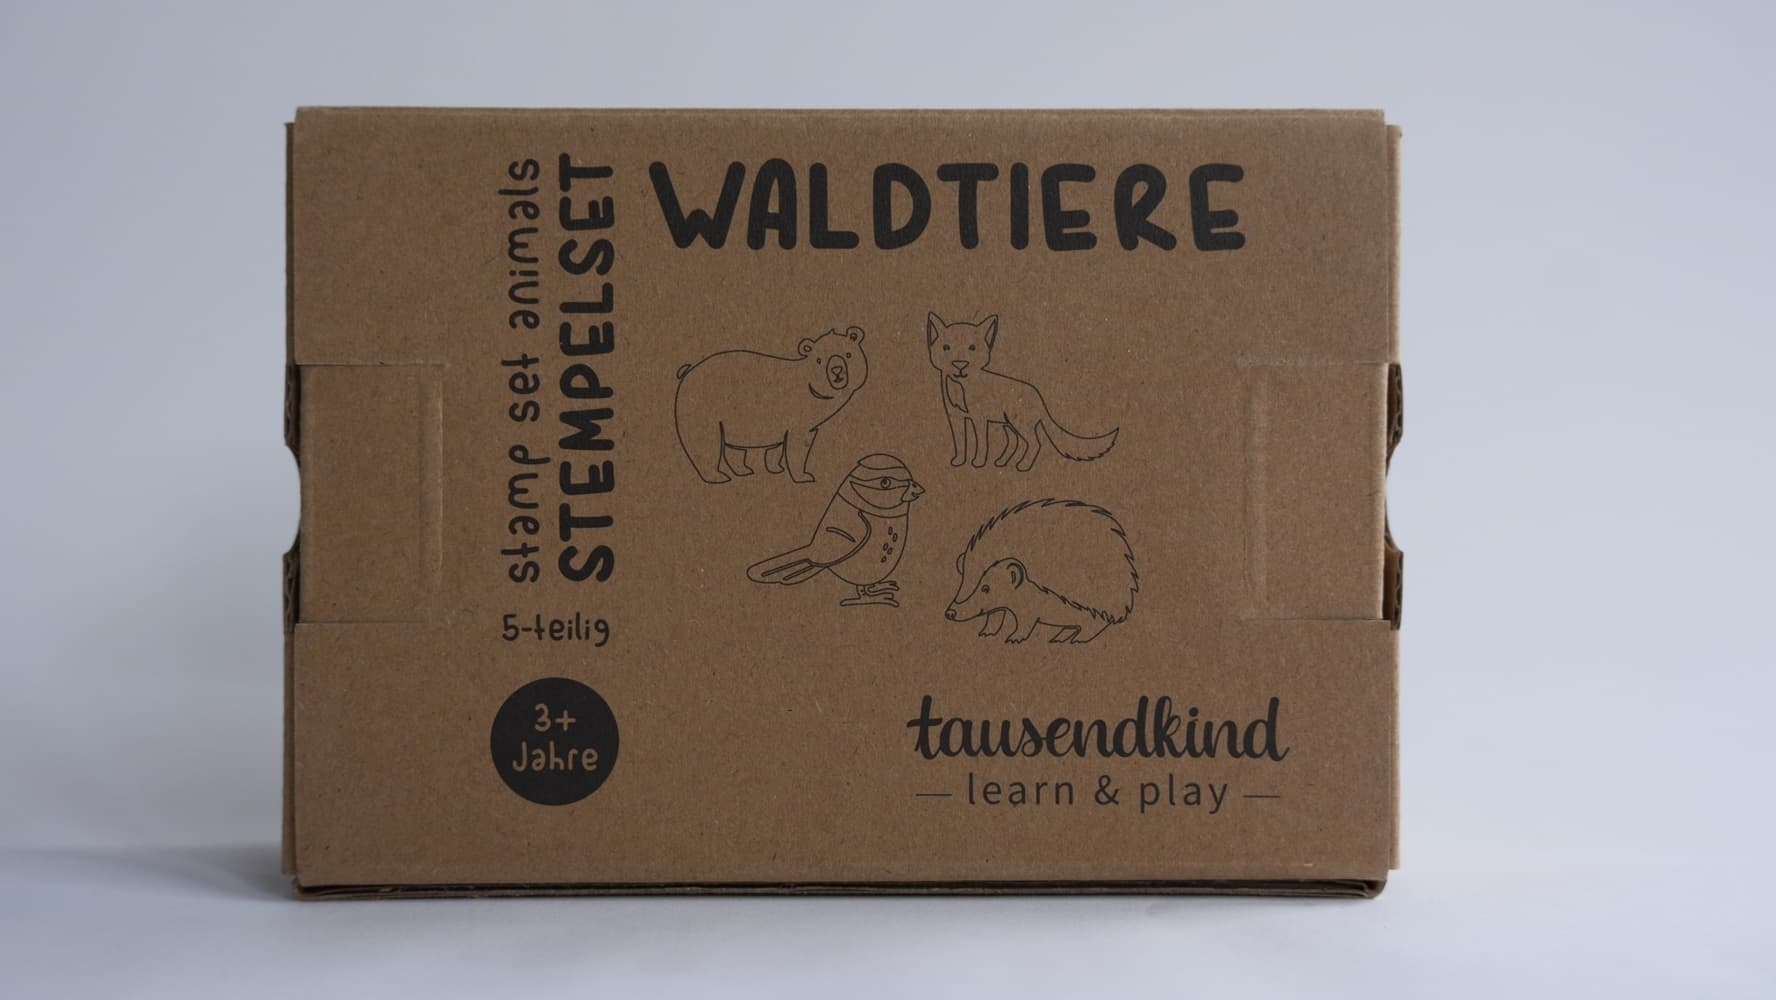 WALDTIERE
stamp set animals
STEMPELSET
5-teilig
3+
Jahre
tausendkind
— learn & play —